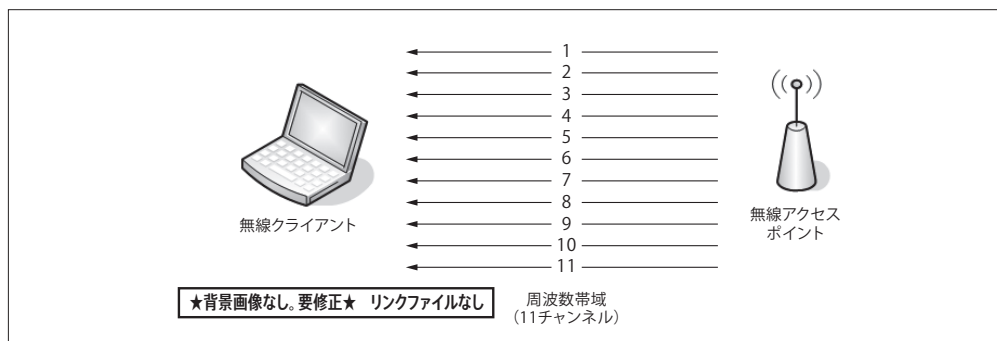 1
2
3
4
5
6
7
8
9
10
11
無線クライアント
無線アクセス
ポイント
★背景画像なし。要修正★ リンクファイルなし
周波数帯域
(11チャンネル)